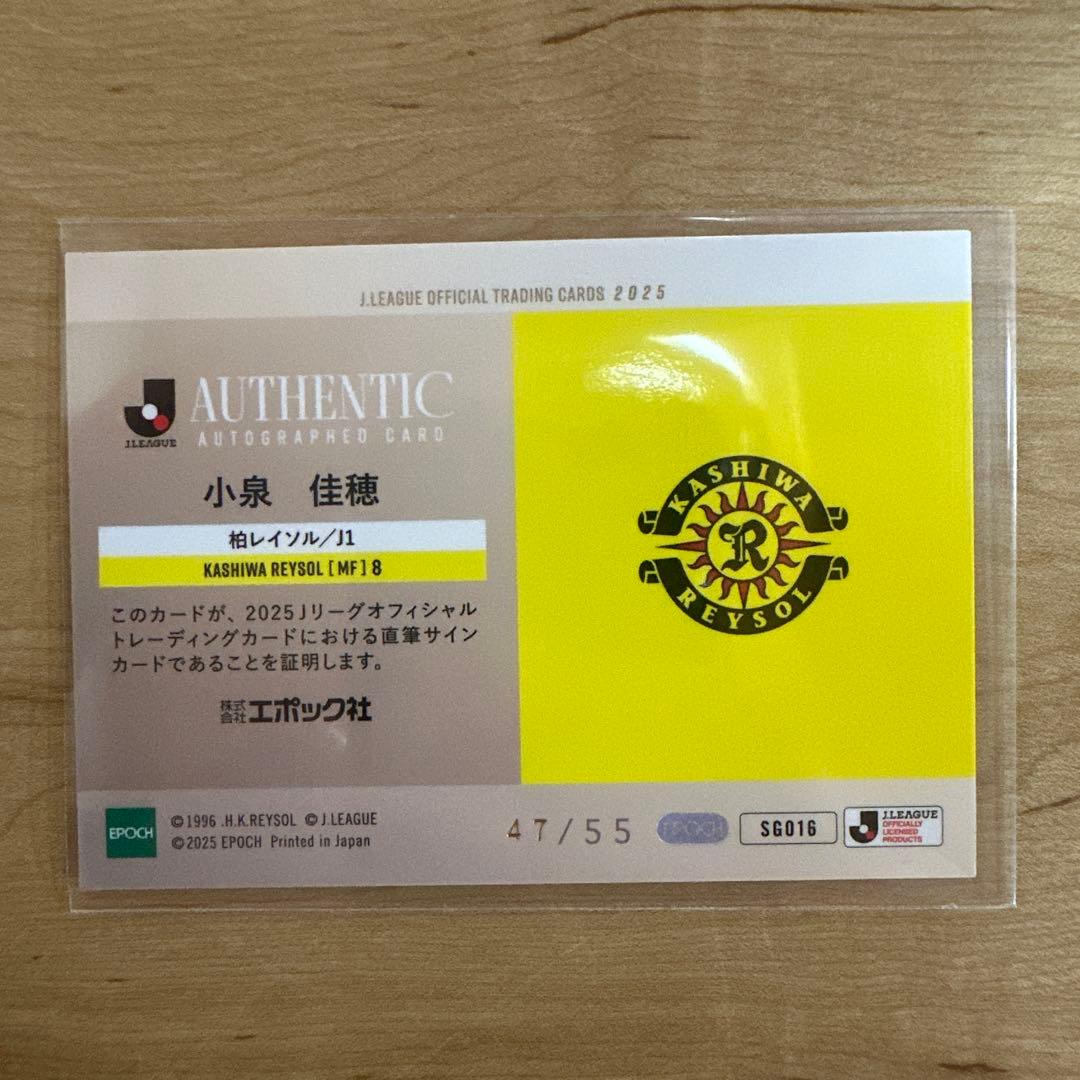 J.LEAGUE OFFICIAL TRADING CARDS 2025
J.LEAGUE
AUTHENTIC
AUTOGRAPHED CARD
小泉 佳穂
柏レイソル/J1
KASHIWA REYSOL [MF] 8
このカードが、2025Jリーグオフィシャル
トレーディングカードにおける直筆サイン
カードであることを証明します。
株式会社エポック社
KASHIWA
R
REYSOL
EPOCH
©1996 .H.K.REYSOL ©J.LEAGUE
©2025 EPOCH Printed in Japan
47/55
EPOCH
SG016
J.LEAGUE
OFFICIALLY
LICENSED
PRODUCTS